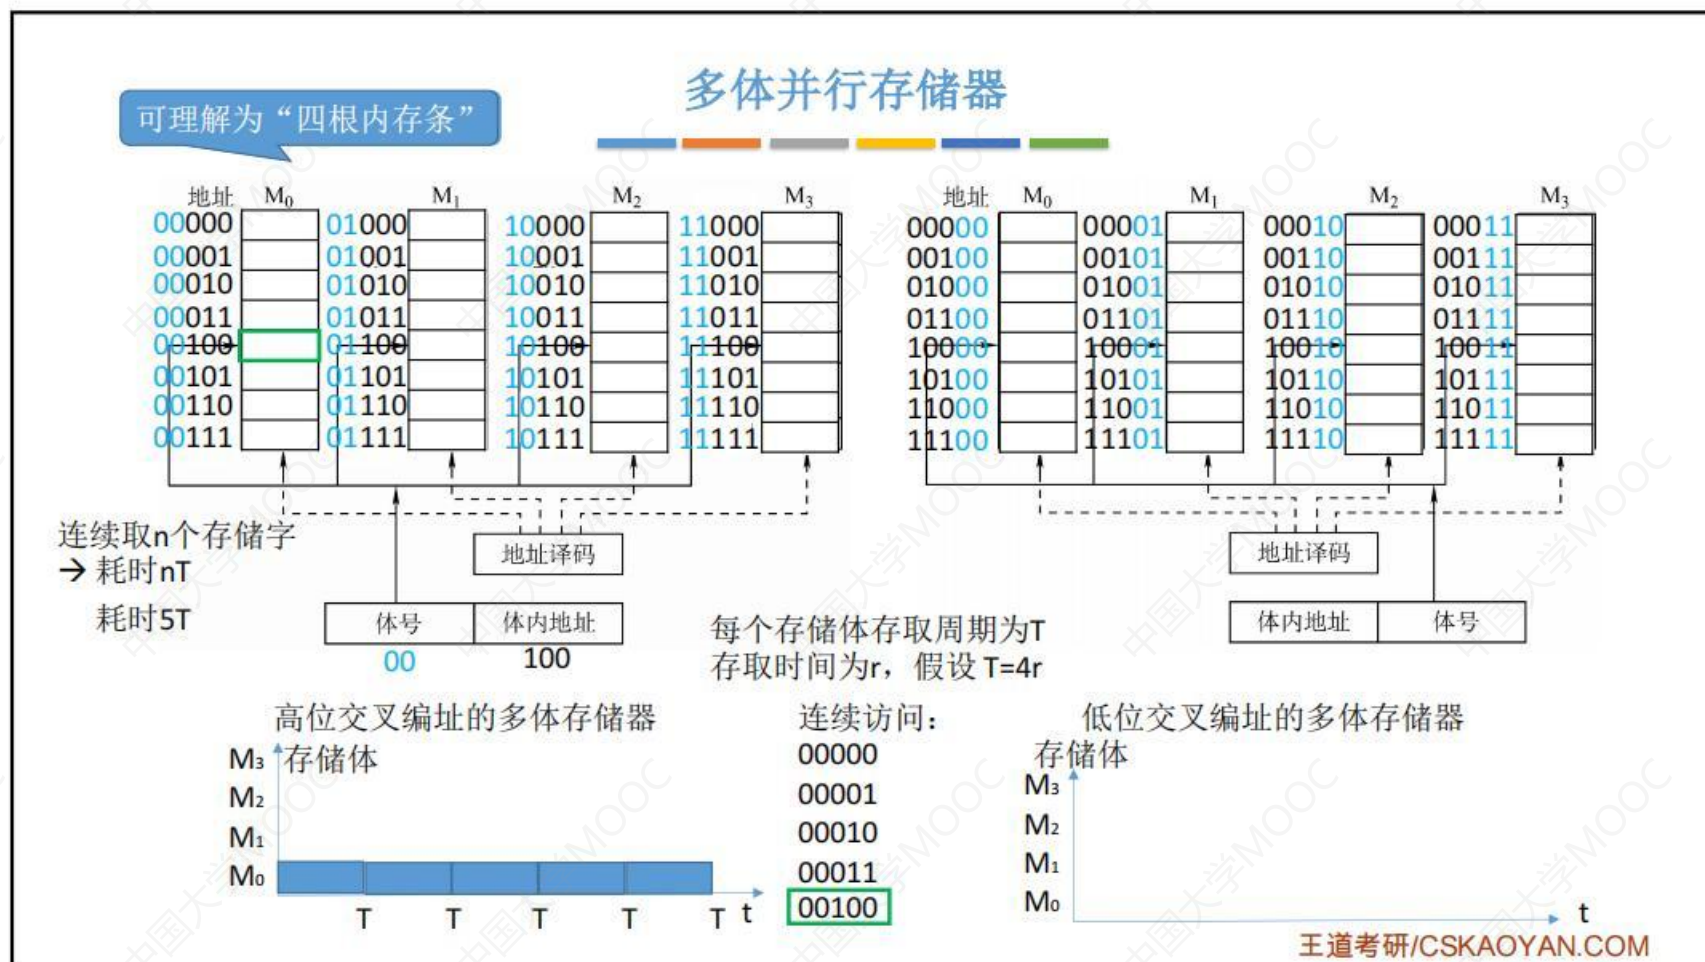 多体并行存储器
可理解为“四根内存条”
地址 M₀ M₁ M₂ M₃
00000 01000 10000 11000
00001 01001 10001 11001
00010 01010 10010 11010
00011 01011 10011 11011
00100 01100 10100 11100
00101 01101 10101 11101
00110 01110 10110 11110
00111 01111 10111 11111
地址译码
体号 体内地址
00 100
连续取n个存储字
→ 耗时nT
耗时5T
地址 M₀ M₁ M₂ M₃
00000 00001 00010 00011
00100 00101 00110 00111
01000 01001 01010 01011
01100 01101 01110 01111
10000 10001 10010 10011
10100 10101 10110 10111
11000 11001 11010 11011
11100 11101 11110 11111
地址译码
体内地址 体号
每个存储体存取周期为T
存取时间为r，假设 T=4r
高位交叉编址的多体存储器
存储体
M₃
M₂
M₁
M₀
T T T T T t
连续访问：
00000
00001
00010
00011
00100
低位交叉编址的多体存储器
存储体
M₃
M₂
M₁
M₀
t
王道考研/CSKAOYAN.COM
中国大学MOOC